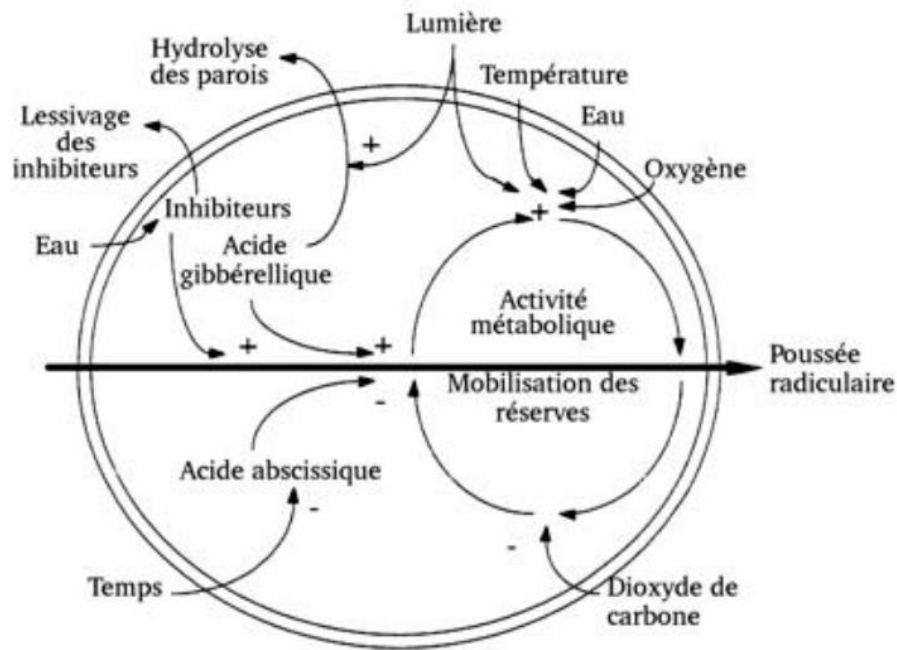 Lumière
Hydrolyse
des parois
Température
Lessivage
des
inhibiteurs
+
Eau
Oxygène
Inhibiteurs
+
Eau
Acide
gibbérellique
Activité
métabolique
+
+
Poussée
radiculaire
-
Mobilisation des
réserves
Acide abscissique
-
-
Temps
Dioxyde de
carbone